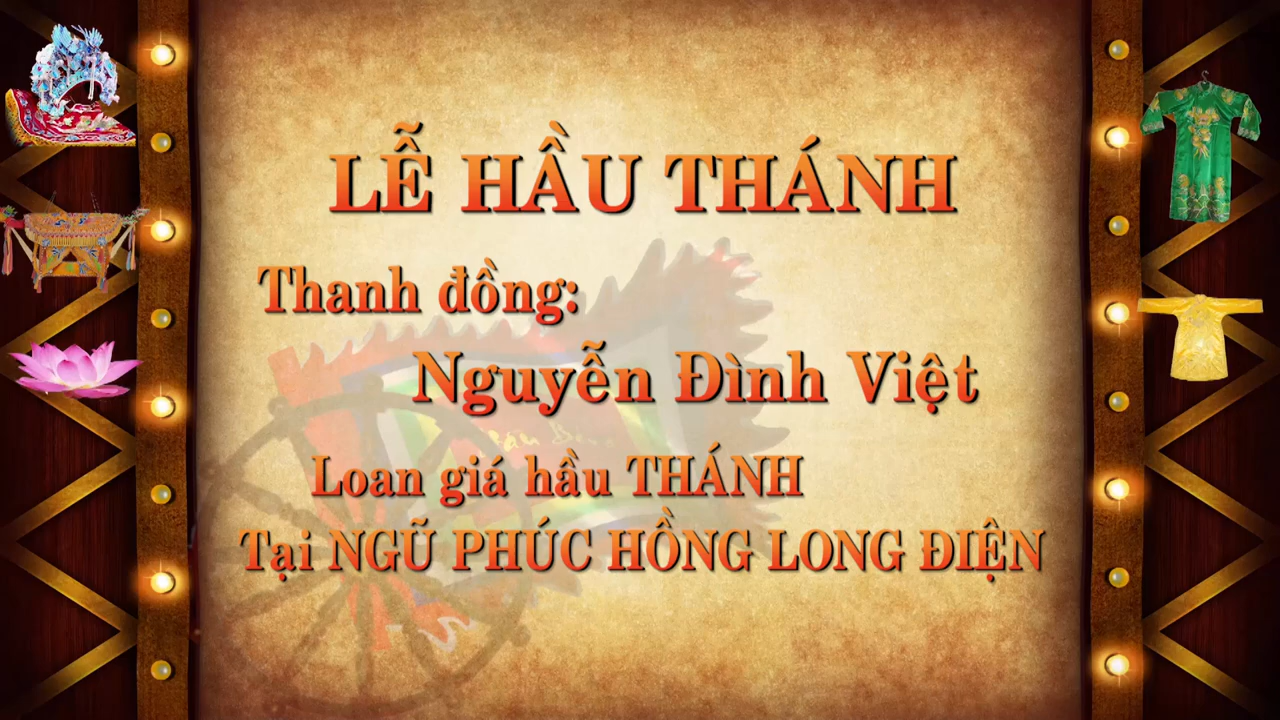 LỄ HẦU THÁNH
Thanh đồng:
Nguyễn Đình Việt
Loan giá hầu THÁNH
Tại NGŨ PHÚC HỒNG LONG ĐIỆN